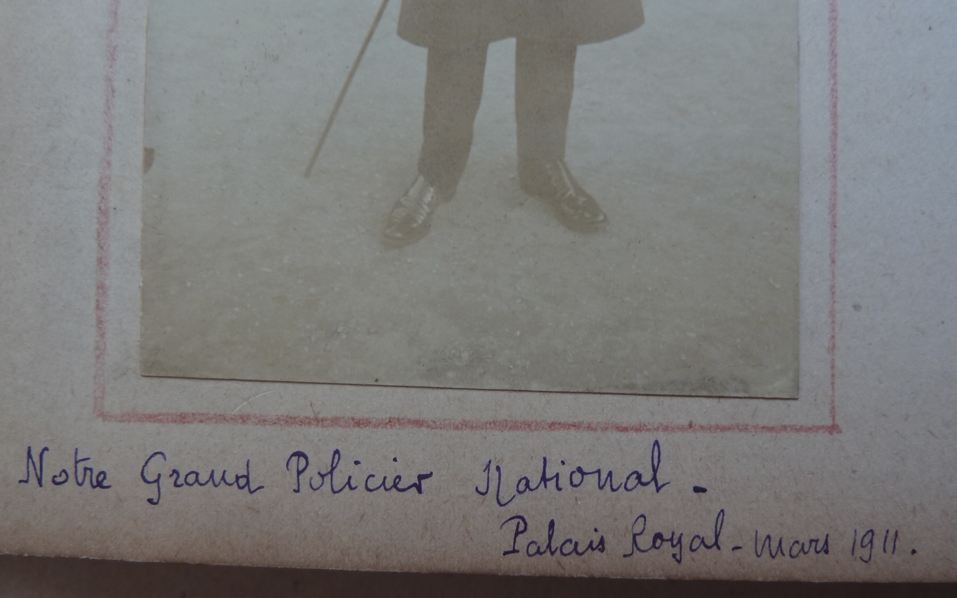 Notre Grand Policier National -
Palais Royal - Mars 1911.